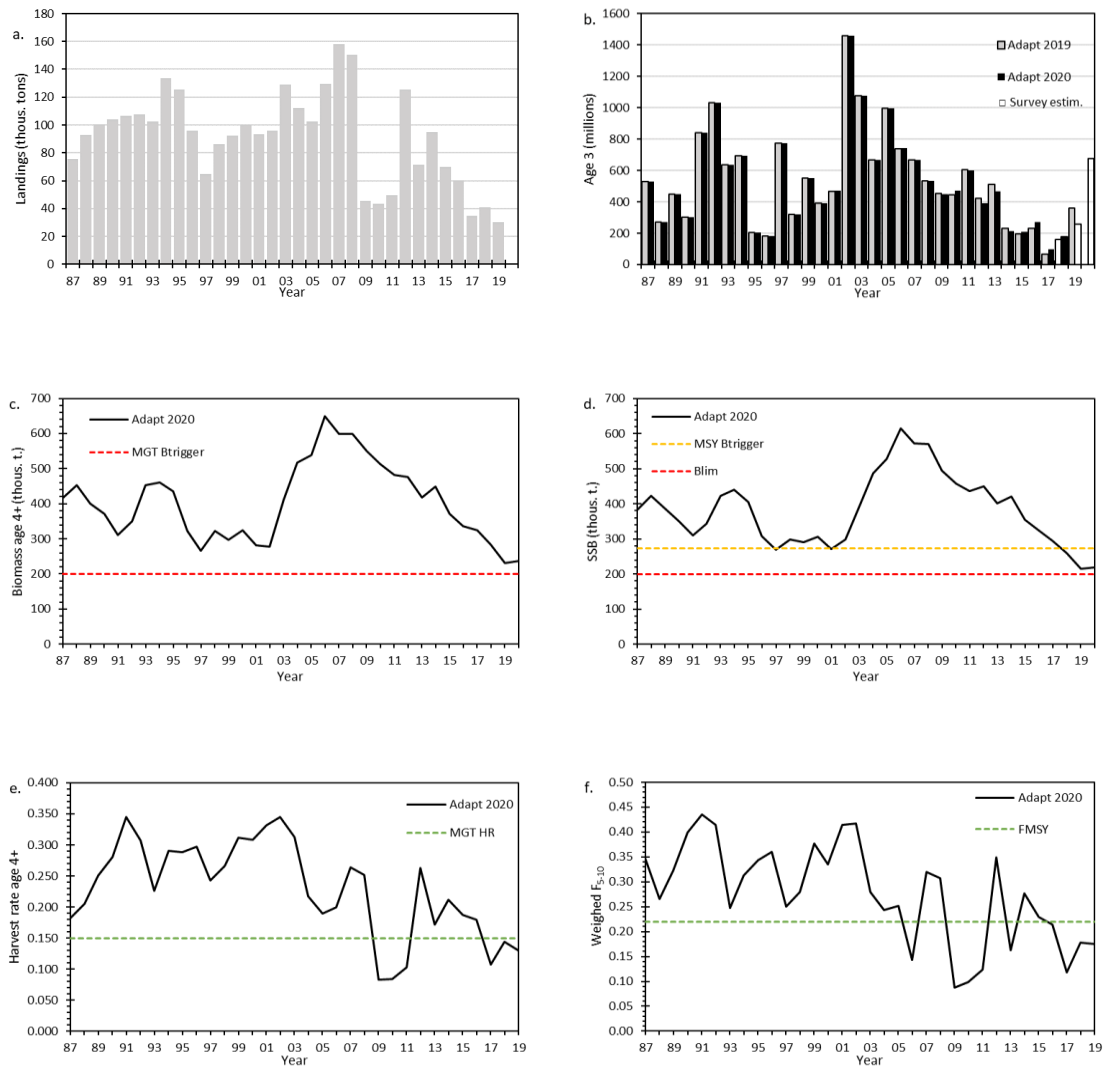 a.
Landings (thous. tons)
180
160
140
120
100
80
60
40
20
0
87 89 91 93 95 97 99 01 03 05 07 09 11 13 15 17 19
Year
b.
Age 3 (millions)
1600
1400
1200
1000
800
600
400
200
0
Adapt 2019
Adapt 2020
Survey estim.
87 89 91 93 95 97 99 01 03 05 07 09 11 13 15 17 19
Year
c.
Biomass age 4+ (thous. t.)
700
600
500
400
300
200
100
0
Adapt 2020
MGT Btrigger
87 89 91 93 95 97 99 01 03 05 07 09 11 13 15 17 19
Year
d.
SSB (thous. t.)
700
600
500
400
300
200
100
0
Adapt 2020
MSY Btrigger
Blim
87 89 91 93 95 97 99 01 03 05 07 09 11 13 15 17 19
Year
e.
Harvest rate age 4+
0.400
0.350
0.300
0.250
0.200
0.150
0.100
0.050
0.000
Adapt 2020
MGT HR
87 89 91 93 95 97 99 01 03 05 07 09 11 13 15 17 19
Year
f.
Weighed F5-10
0.50
0.45
0.40
0.35
0.30
0.25
0.20
0.15
0.10
0.05
0.00
Adapt 2020
FMSY
87 89 91 93 95 97 99 01 03 05 07 09 11 13 15 17 19
Year